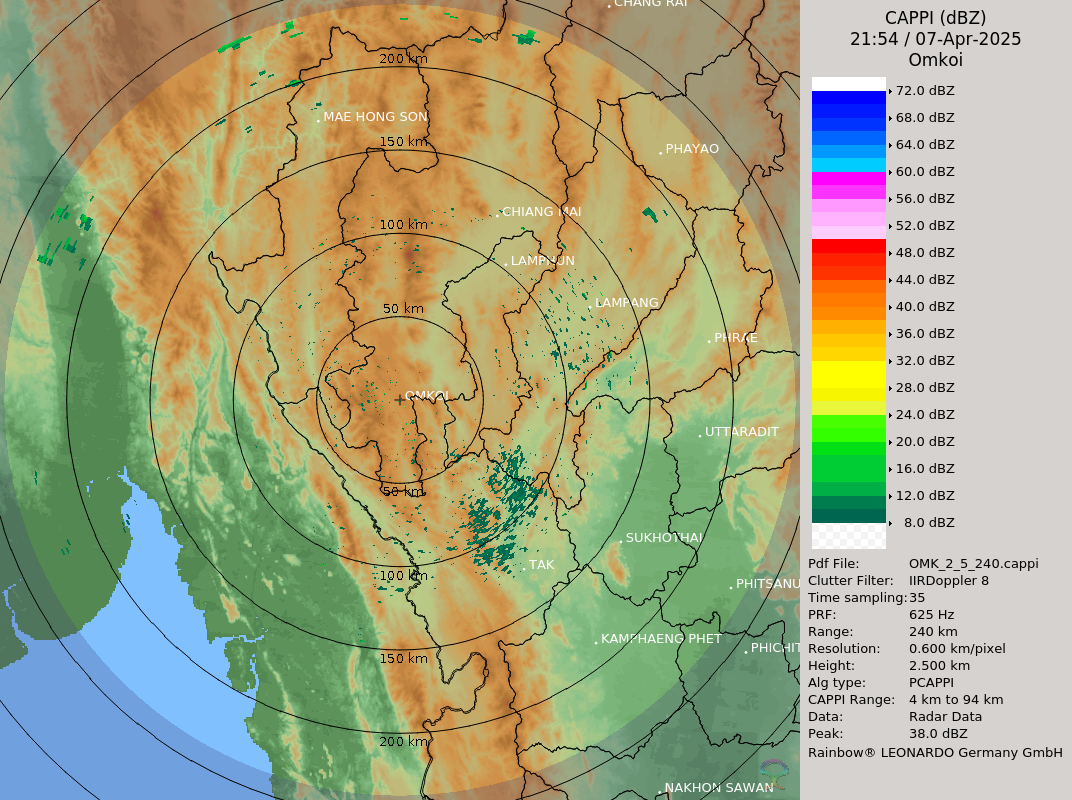 CHANG RAI
200 km
MAE HONG SON
150 km
PHAYAO
CHIANG MAI
100 km
LAMPHUN
LAMPANG
50 km
PHRAE
OMKOI
UTTARADIT
50 km
SUKHOTHAI
TAK
100 km
PHITSANU
KAMPHAENG PHET
PHICHIT
150 km
200 km
NAKHON SAWAN
CAPPI (dBZ)
21:54 / 07-Apr-2025
Omkoi
72.0 dBZ
68.0 dBZ
64.0 dBZ
60.0 dBZ
56.0 dBZ
52.0 dBZ
48.0 dBZ
44.0 dBZ
40.0 dBZ
36.0 dBZ
32.0 dBZ
28.0 dBZ
24.0 dBZ
20.0 dBZ
16.0 dBZ
12.0 dBZ
8.0 dBZ
Pdf File: OMK_2_5_240.cappi
Clutter Filter: IIRDoppler 8
Time sampling: 35
PRF: 625 Hz
Range: 240 km
Resolution: 0.600 km/pixel
Height: 2.500 km
Alg type: PCAPPI
CAPPI Range: 4 km to 94 km
Data: Radar Data
Peak: 38.0 dBZ
Rainbow® LEONARDO Germany GmbH